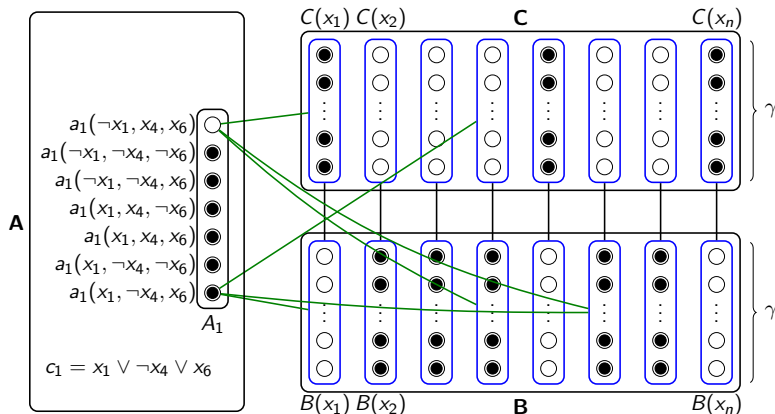 C(x₁) C(x₂) C C(xₙ)
γ
a₁(¬x₁, x₄, x₆)
a₁(¬x₁, ¬x₄, ¬x₆)
a₁(¬x₁, ¬x₄, x₆)
a₁(x₁, x₄, ¬x₆)
a₁(x₁, x₄, x₆)
a₁(x₁, ¬x₄, ¬x₆)
a₁(x₁, ¬x₄, x₆)
A
A₁
c₁ = x₁ ∨ ¬x₄ ∨ x₆
γ
B(x₁) B(x₂) B B(xₙ)